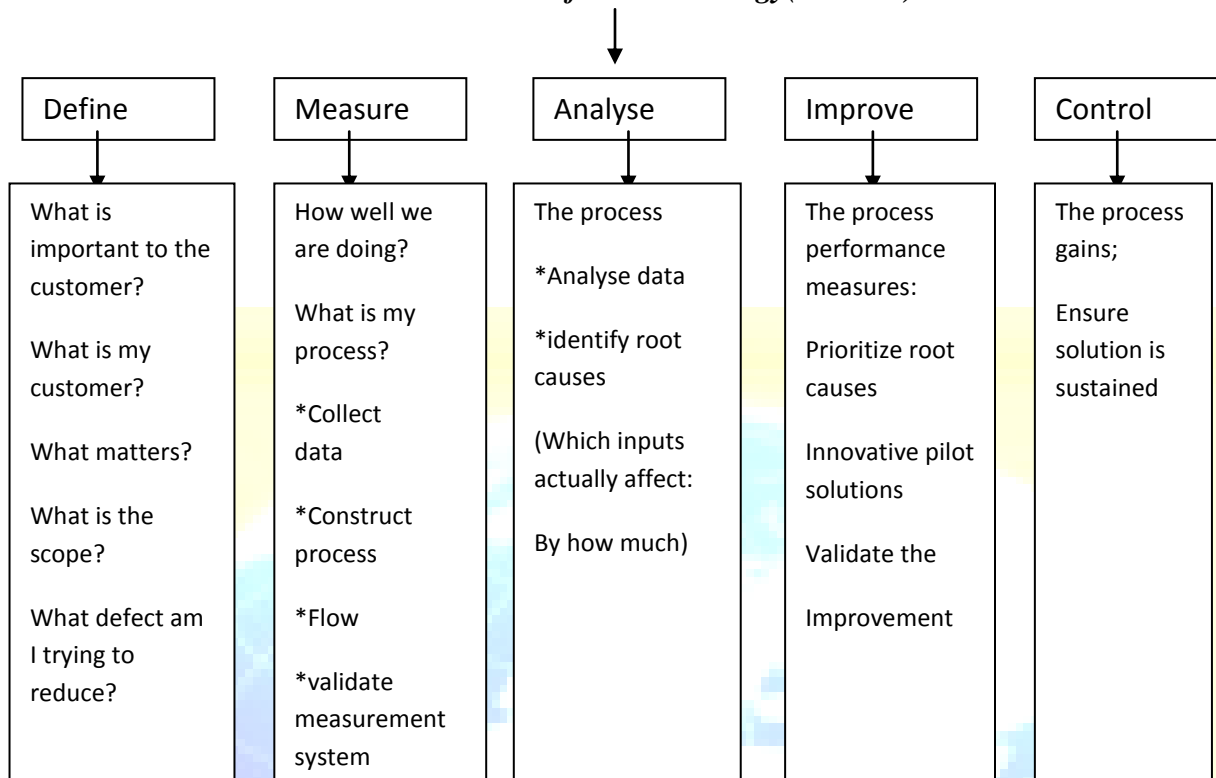 Define
What is
important to the
customer?
What is my
customer?
What matters?
What is the
scope?
What defect am
I trying to
reduce?
Measure
How well we
are doing?
What is my
process?
*Collect
data
*Construct
process
*Flow
*validate
measurement
system
Analyse
The process
*Analyse data
*identify root
causes
(Which inputs
actually affect:
By how much)
Improve
The process
performance
measures:
Prioritize root
causes
Innovative pilot
solutions
Validate the
Improvement
Control
The process
gains;
Ensure
solution is
sustained